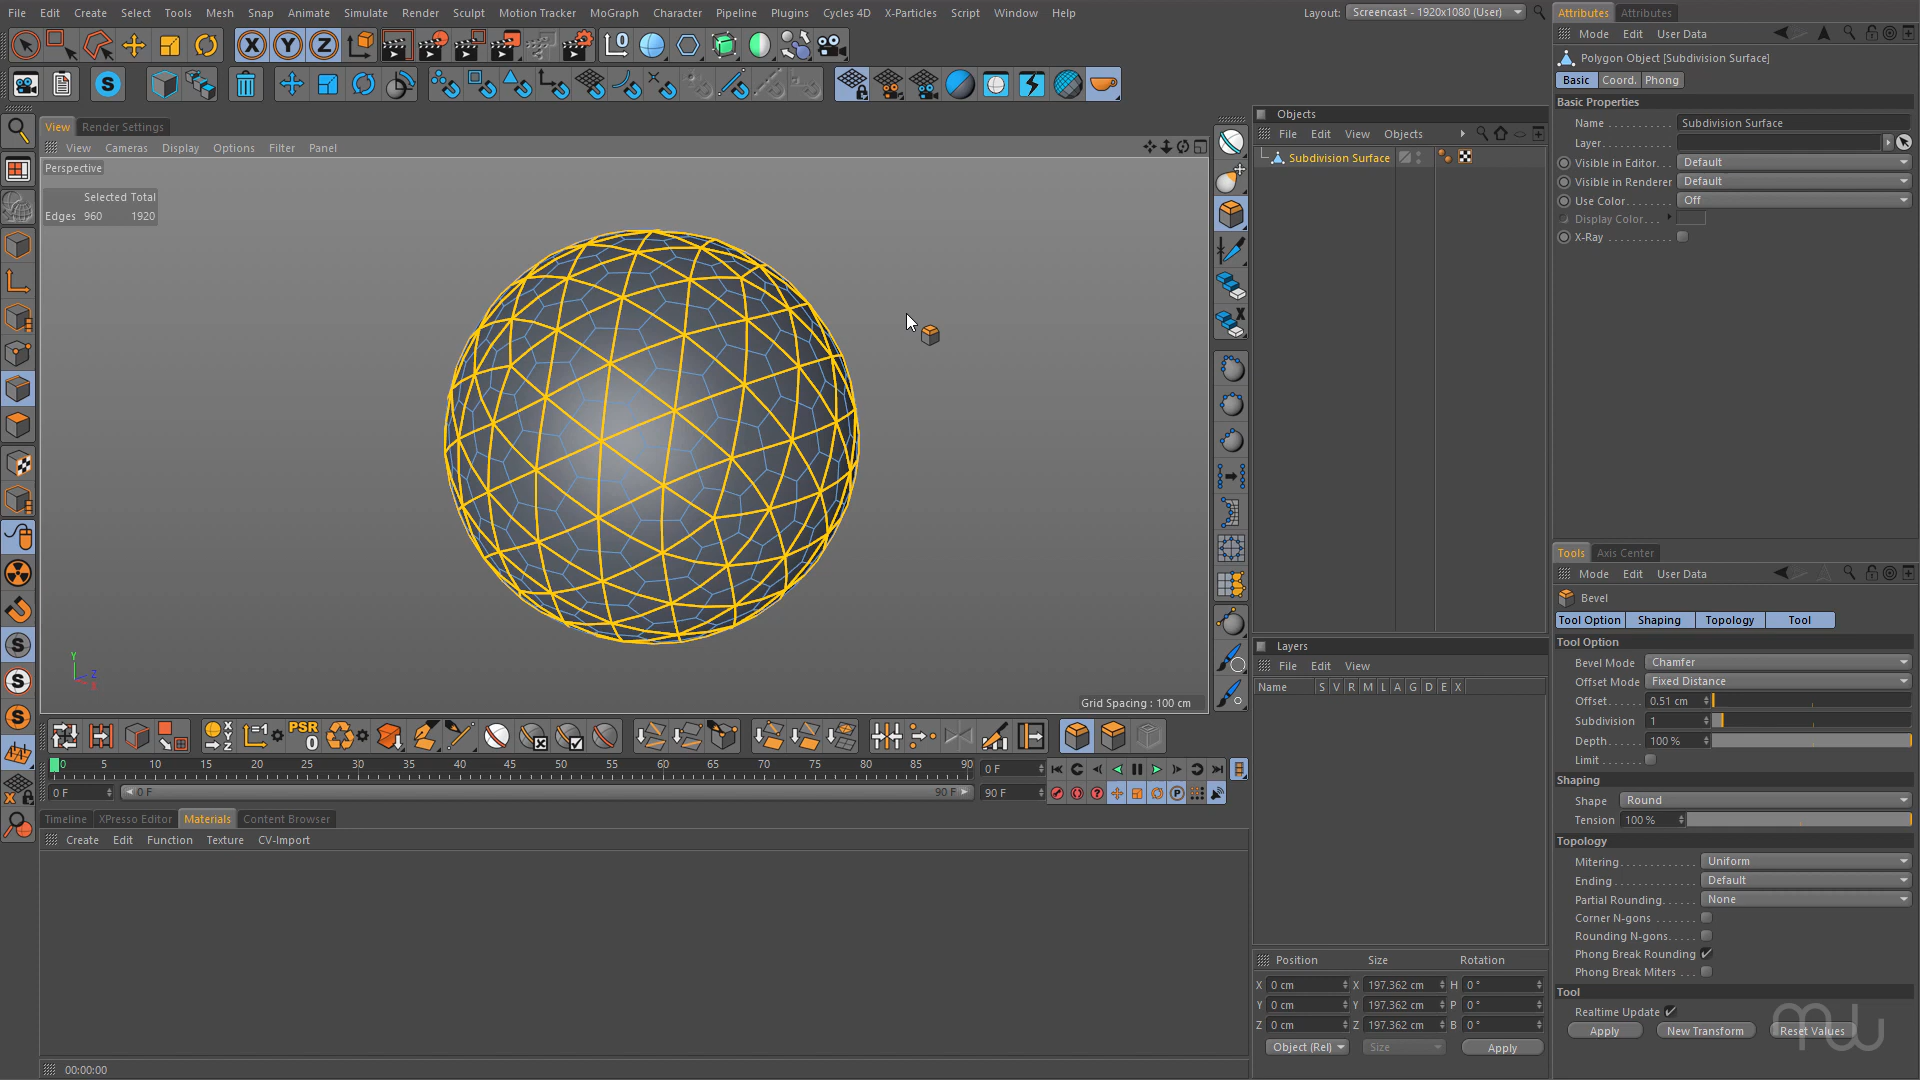 File Edit Create Select Tools Mesh Snap Animate Simulate Render Sculpt Motion Tracker MoGraph Character Pipeline Plugins Cycles 4D X-Particles Script Window Help
Layout: Screencast - 1920x1080 (User)
Attributes Attributes
Mode Edit User Data
Polygon Object [Subdivision Surface]
Basic Coord. Phong
Basic Properties
Name Subdivision Surface
Layer
Visible in Editor Default
Visible in Renderer Default
Use Color Off
Display Color
X-Ray
Objects
File Edit View Objects
Subdivision Surface
View Render Settings
View Cameras Display Options Filter Panel
Perspective
Selected Total
Edges 960 1920
Y
Z
X
Grid Spacing : 100 cm
Layers
File Edit View
Name S V R M L A G D E X
Tools Axis Center
Mode Edit User Data
Bevel
Tool Option Shaping Topology Tool
Tool Option
Bevel Mode Chamfer
Offset Mode Fixed Distance
Offset 0.51 cm
Subdivision 1
Depth 100 %
Limit
Shaping
Shape Round
Tension 100 %
Topology
Mitering Uniform
Ending Default
Partial Rounding None
Corner N-gons
Rounding N-gons
Phong Break Rounding
Phong Break Miters
Tool
Realtime Update
Apply New Transform Reset Values
PSR
0
0 5 10 15 20 25 30 35 40 45 50 55 60 65 70 75 80 85 90
0 F
0 F 0 F 90 F 90 F
Timeline XPresso Editor Materials Content Browser
Create Edit Function Texture CV-Import
Position Size Rotation
X 0 cm X 197.362 cm H 0 °
Y 0 cm Y 197.362 cm P 0 °
Z 0 cm Z 197.362 cm B 0 °
Object (Rel) Size Apply
00:00:00
mw